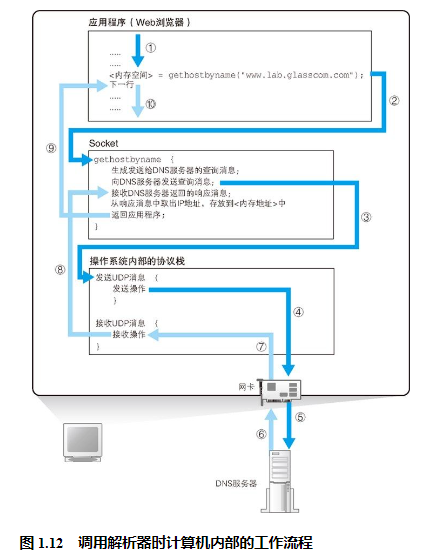 应用程序（Web浏览器）
.....
①
.....
<内存空间> = gethostbyname("www.lab.glasscom.com");
下一行
②
.....
⑩
.....
⑨
Socket
gethostbyname {
生成发送给DNS服务器的查询消息;
向DNS服务器发送查询消息;
接收DNS服务器返回的响应消息;
从响应消息中取出IP地址，存放到<内存地址>中
返回应用程序;
}
③
⑧
操作系统内部的协议栈
发送UDP消息 {
发送操作
}
④
接收UDP消息 {
接收操作
}
⑦
网卡
⑥
⑤
DNS服务器
图 1.12 调用解析器时计算机内部的工作流程